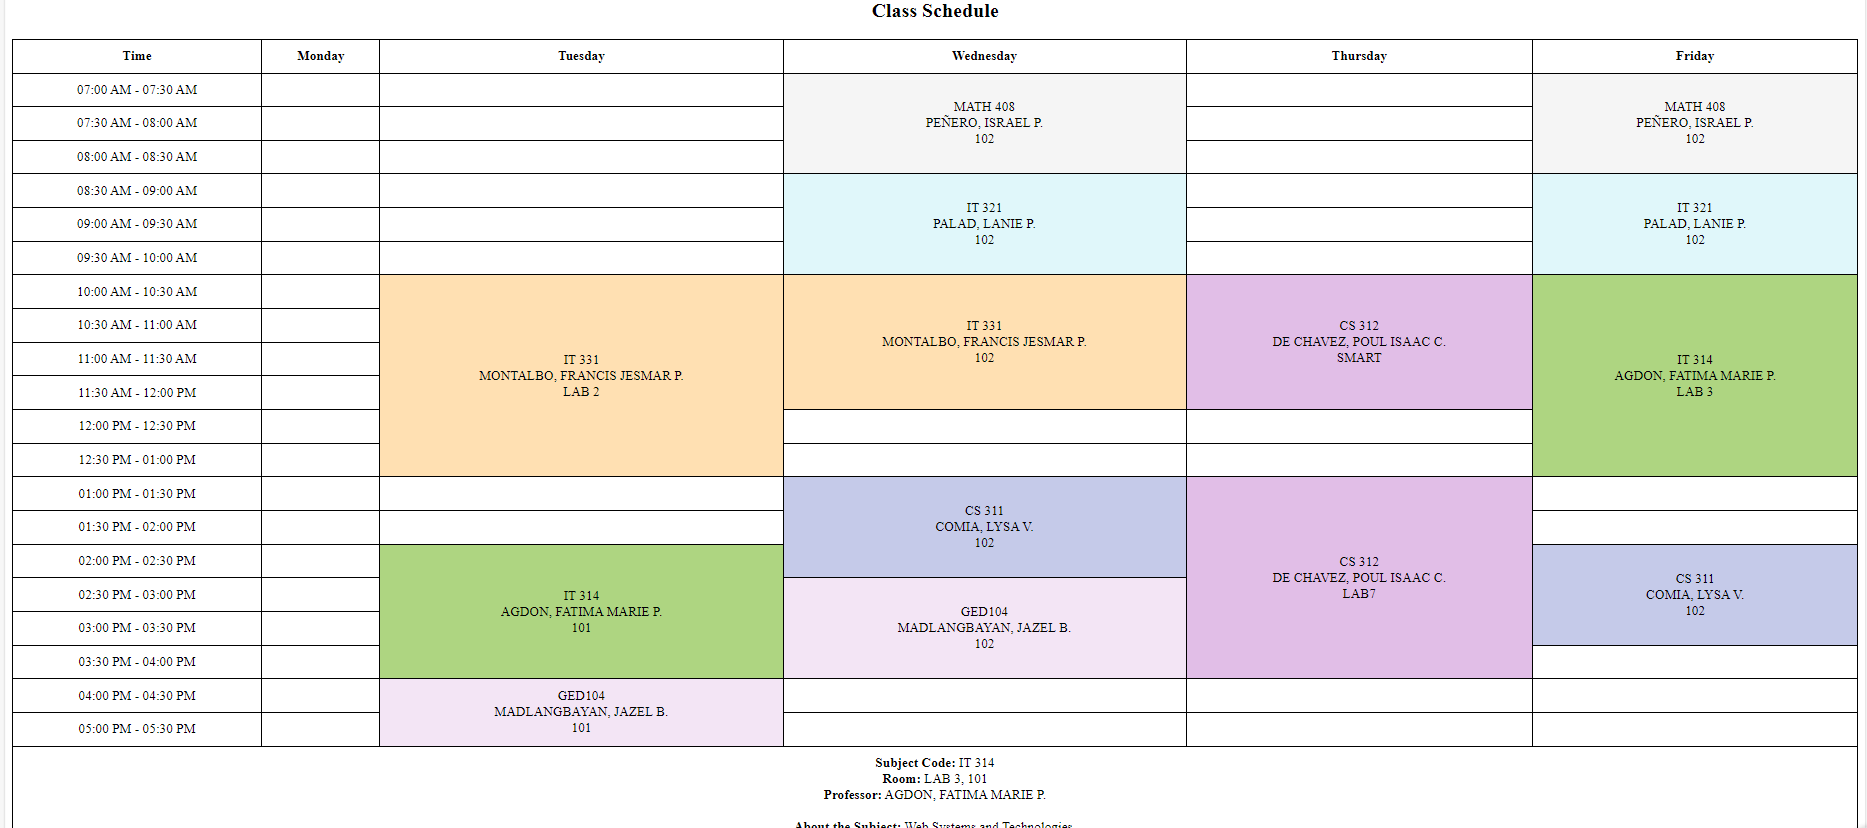 Class Schedule
Time Monday Tuesday Wednesday Thursday Friday
07:00 AM - 07:30 AM
07:30 AM - 08:00 AM
08:00 AM - 08:30 AM
MATH 408
PEÑERO, ISRAEL P.
102
MATH 408
PEÑERO, ISRAEL P.
102
08:30 AM - 09:00 AM
09:00 AM - 09:30 AM
09:30 AM - 10:00 AM
IT 321
PALAD, LANIE P.
102
IT 321
PALAD, LANIE P.
102
10:00 AM - 10:30 AM
10:30 AM - 11:00 AM
11:00 AM - 11:30 AM
11:30 AM - 12:00 PM
12:00 PM - 12:30 PM
12:30 PM - 01:00 PM
IT 331
MONTALBO, FRANCIS JESMAR P.
LAB 2
IT 331
MONTALBO, FRANCIS JESMAR P.
102
CS 312
DE CHAVEZ, POUL ISAAC C.
SMART
IT 314
AGDON, FATIMA MARIE P.
LAB 3
01:00 PM - 01:30 PM
01:30 PM - 02:00 PM
02:00 PM - 02:30 PM
02:30 PM - 03:00 PM
03:00 PM - 03:30 PM
03:30 PM - 04:00 PM
IT 314
AGDON, FATIMA MARIE P.
101
CS 311
COMIA, LYSA V.
102
GED104
MADLANGBAYAN, JAZEL B.
102
CS 312
DE CHAVEZ, POUL ISAAC C.
LAB7
CS 311
COMIA, LYSA V.
102
04:00 PM - 04:30 PM
05:00 PM - 05:30 PM
GED104
MADLANGBAYAN, JAZEL B.
101
Subject Code: IT 314
Room: LAB 3, 101
Professor: AGDON, FATIMA MARIE P.
About the Subject: Web Systems and Technologies